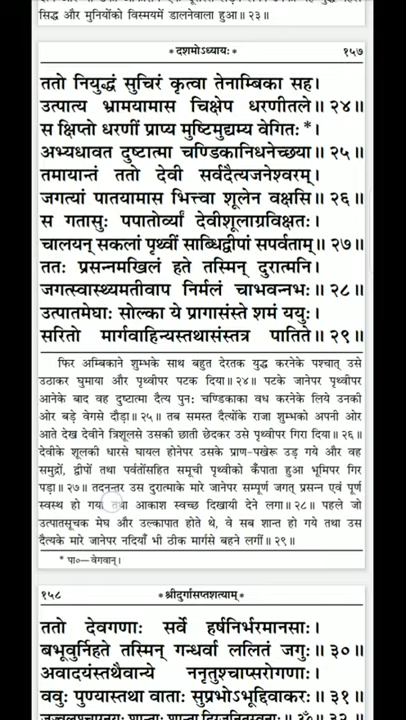 सिद्ध और मुनियोंको विस्मयमें डालनेवाला हुआ॥ २३॥
* दशमोऽध्यायः *
१५७
ततो नियुद्धं सुचिरं कृत्वा तेनाम्बिका सह।
उत्पात्य भ्रामयामास चिक्षेप धरणीतले॥ २४॥
स क्षिप्तो धरणीं प्राप्य मुष्टिमुद्यम्य वेगितः*।
अभ्यधावत दुष्टात्मा चण्डिकानिधनेच्छया॥ २५॥
तमायान्तं ततो देवी सर्वदैत्यजनेश्वरम्।
जगत्यां पातयामास भित्त्वा शूलेन वक्षसि॥ २६॥
स गतासुः पपातोर्व्यां देवीशूलाग्रविक्षतः।
चालयन् सकलां पृथ्वीं साब्धिद्वीपां सपर्वताम्॥ २७॥
ततः प्रसन्नमखिलं हते तस्मिन् दुरात्मनि।
जगत्स्वास्थ्यमतीवाप निर्मलं चाभवन्नभः॥ २८॥
उत्पातमेघाः सोल्का ये प्रागासंस्ते शमं ययुः।
सरितो मार्गवाहिन्यस्तथासंस्तत्र पातिते॥ २९॥
फिर अम्बिकाने शुम्भके साथ बहुत देरतक युद्ध करनेके पश्चात् उसे
उठाकर घुमाया और पृथ्वीपर पटक दिया॥ २४॥ पटके जानेपर पृथ्वीपर
आनेके बाद वह दुष्टात्मा दैत्य पुनः चण्डिकाका वध करनेके लिये उनकी
ओर बड़े वेगसे दौड़ा॥ २५॥ तब समस्त दैत्योंके राजा शुम्भको अपनी ओर
आते देख देवीने त्रिशूलसे उसकी छाती छेदकर उसे पृथ्वीपर गिरा दिया॥ २६॥
देवीके शूलकी धारसे घायल होनेपर उसके प्राण-पखेरू उड़ गये और वह
समुद्रों, द्वीपों तथा पर्वतोंसहित समूची पृथ्वीको कँपाता हुआ भूमिपर गिर
पड़ा॥ २७॥ तदनन्तर उस दुरात्माके मारे जानेपर सम्पूर्ण जगत् प्रसन्न एवं पूर्ण
स्वस्थ हो गया तथा आकाश स्वच्छ दिखायी देने लगा॥ २८॥ पहले जो
उत्पातसूचक मेघ और उल्कापात होते थे, वे सब शान्त हो गये तथा उस
दैत्यके मारे जानेपर नदियाँ भी ठीक मार्गसे बहने लगीं॥ २९॥
* पा०—वेगवान्।
१५८
* श्रीदुर्गासप्तशत्याम् *
ततो देवगणाः सर्वे हर्षनिर्भरमानसाः।
बभूवुर्निहते तस्मिन् गन्धर्वा ललितं जगुः॥ ३०॥
अवादयंस्तथैवान्ये ननृतुश्चाप्सरोगणाः।
ववुः पुण्यास्तथा वाताः सुप्रभोऽभूद्दिवाकरः॥ ३१॥